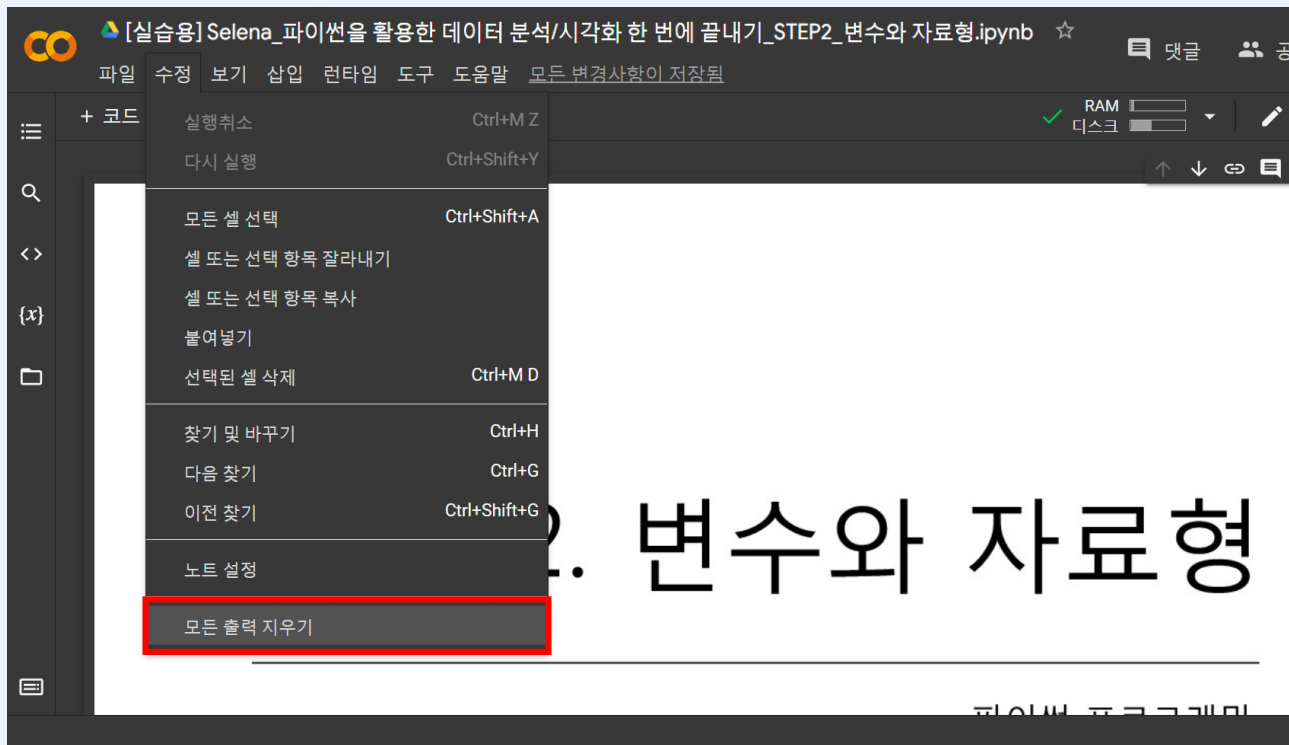 [실습용] Selena_파이썬을 활용한 데이터 분석/시각화 한 번에 끝내기_STEP2_변수와 자료형.ipynb
댓글
파일 수정 보기 삽입 런타임 도구 도움말 모든 변경사항이 저장됨
+ 코드
RAM
디스크
실행취소 Ctrl+M Z
다시 실행 Ctrl+Shift+Y
모든 셀 선택 Ctrl+Shift+A
셀 또는 선택 항목 잘라내기
셀 또는 선택 항목 복사
붙여넣기
선택된 셀 삭제 Ctrl+M D
찾기 및 바꾸기 Ctrl+H
다음 찾기 Ctrl+G
이전 찾기 Ctrl+Shift+G
노트 설정
모든 출력 지우기
{x}
2. 변수와 자료형